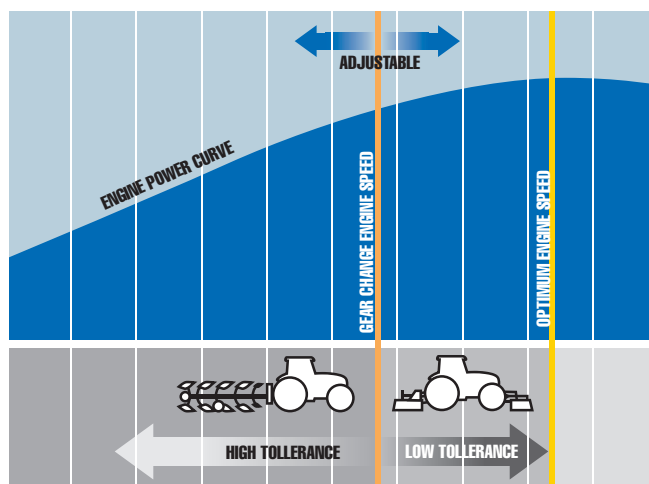 ADJUSTABLE
ENGINE POWER CURVE
GEAR CHANGE ENGINE SPEED
OPTIMUM ENGINE SPEED
HIGH TOLLERANCE
LOW TOLLERANCE